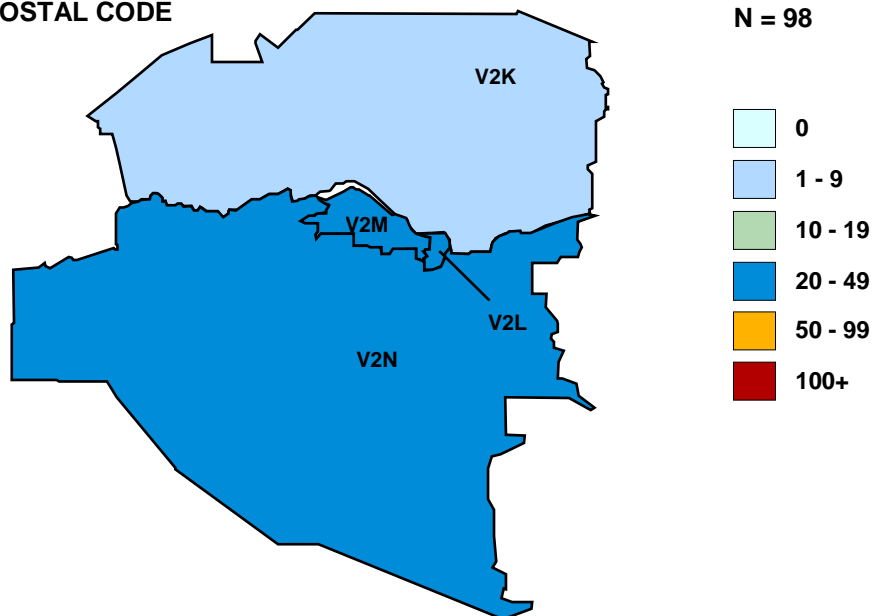 OSTAL CODE
N = 98
V2K
0
1 - 9
10 - 19
20 - 49
50 - 99
100+
V2M
V2L
V2N